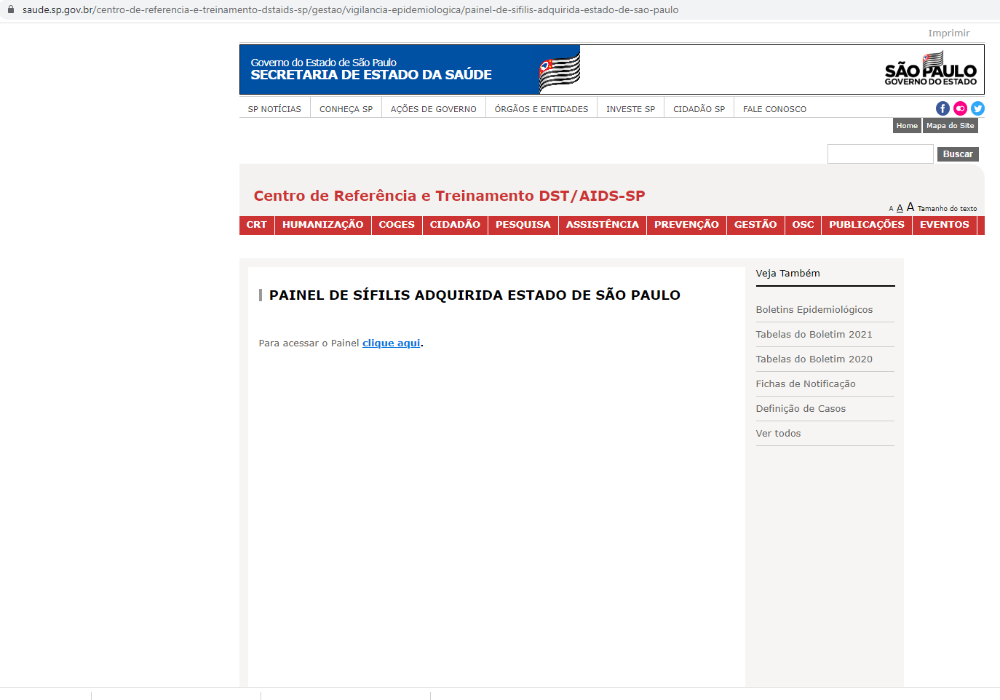 saude.sp.gov.br/centro-de-referencia-e-treinamento-dstaids-sp/gestao/vigilancia-epidemiologica/painel-de-sifilis-adquirida-estado-de-sao-paulo
Imprimir
Governo do Estado de São Paulo
SECRETARIA DE ESTADO DA SAÚDE
SÃO PAULO
GOVERNO DO ESTADO
SP NOTÍCIAS CONHEÇA SP AÇÕES DE GOVERNO ÓRGÃOS E ENTIDADES INVESTE SP CIDADÃO SP FALE CONOSCO
Home Mapa do Site
Buscar
Centro de Referência e Treinamento DST/AIDS-SP
A A A Tamanho do texto
CRT HUMANIZAÇÃO COGES CIDADÃO PESQUISA ASSISTÊNCIA PREVENÇÃO GESTÃO OSC PUBLICAÇÕES EVENTOS
PAINEL DE SÍFILIS ADQUIRIDA ESTADO DE SÃO PAULO
Para acessar o Painel clique aqui.
Veja Também
Boletins Epidemiológicos
Tabelas do Boletim 2021
Tabelas do Boletim 2020
Fichas de Notificação
Definição de Casos
Ver todos